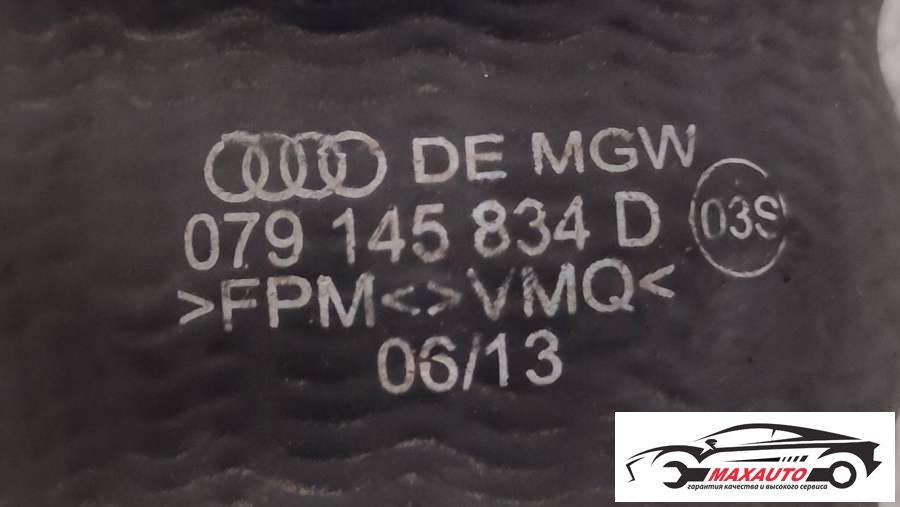 DE MGW
079 145 834 D
03S
>FPM<>VMQ<
06/13
MAXAUTO
гарантия качества и высокого сервиса